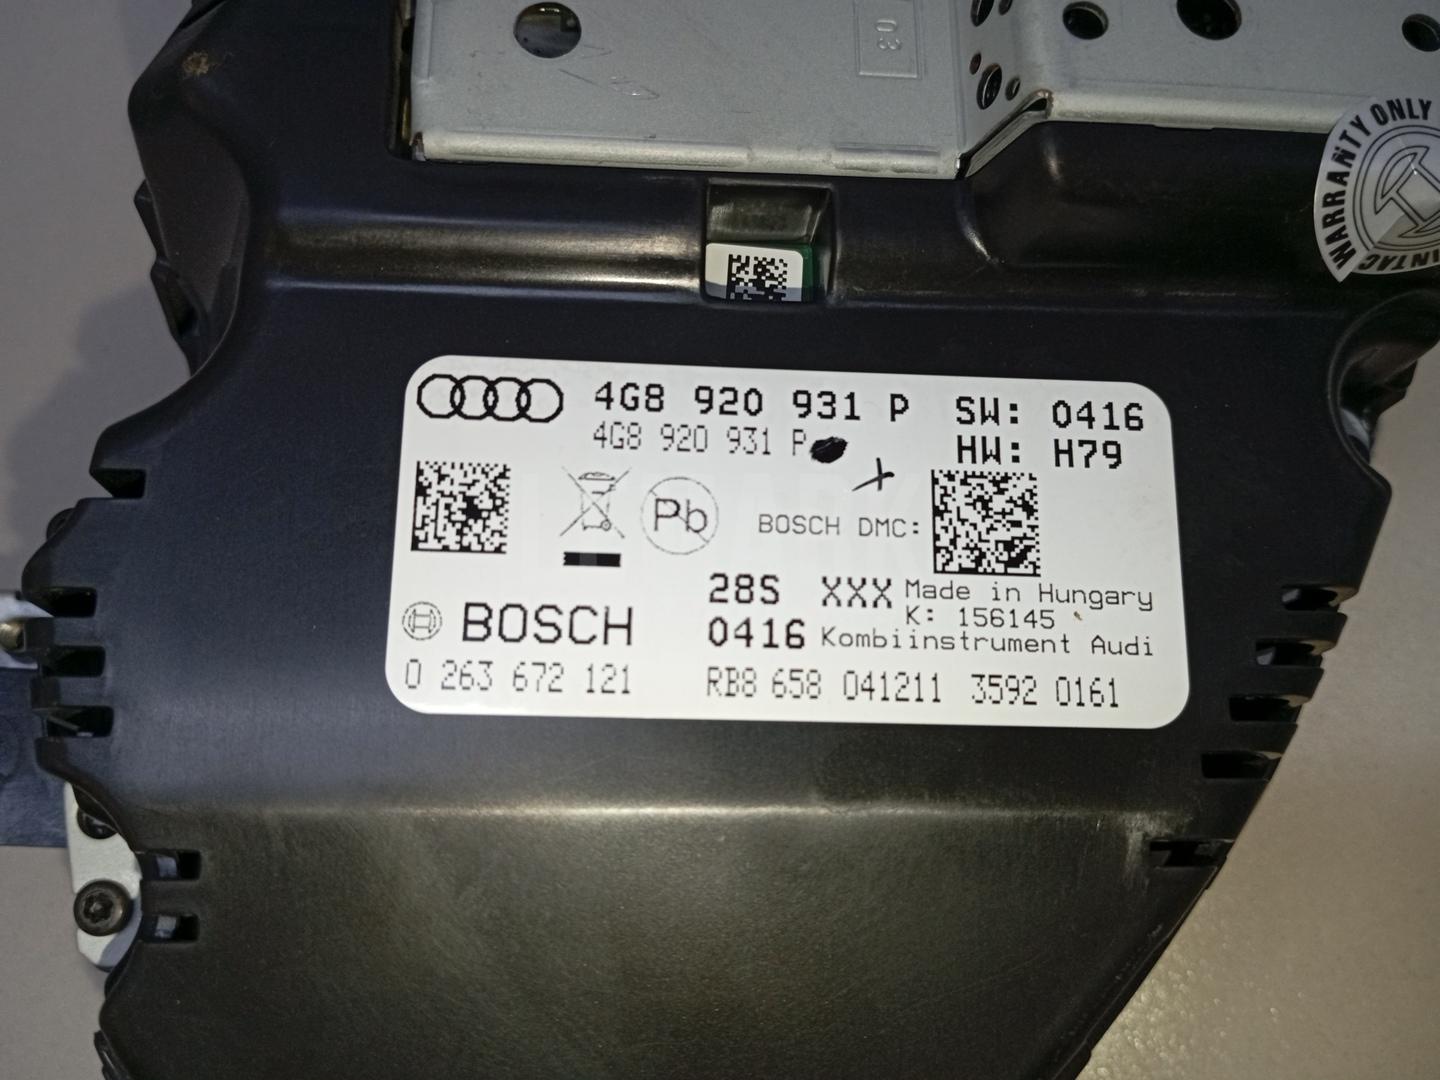 03
WARRANTY ONLY
INTAC
4G8 920 931 P SW: 0416
4G8 920 931 P HW: H79
Pb
BOSCH DMC:
28S XXX Made in Hungary
K: 156145
BOSCH 0416 Kombiinstrument Audi
0 263 672 121 RB8 658 041211 3592 0161